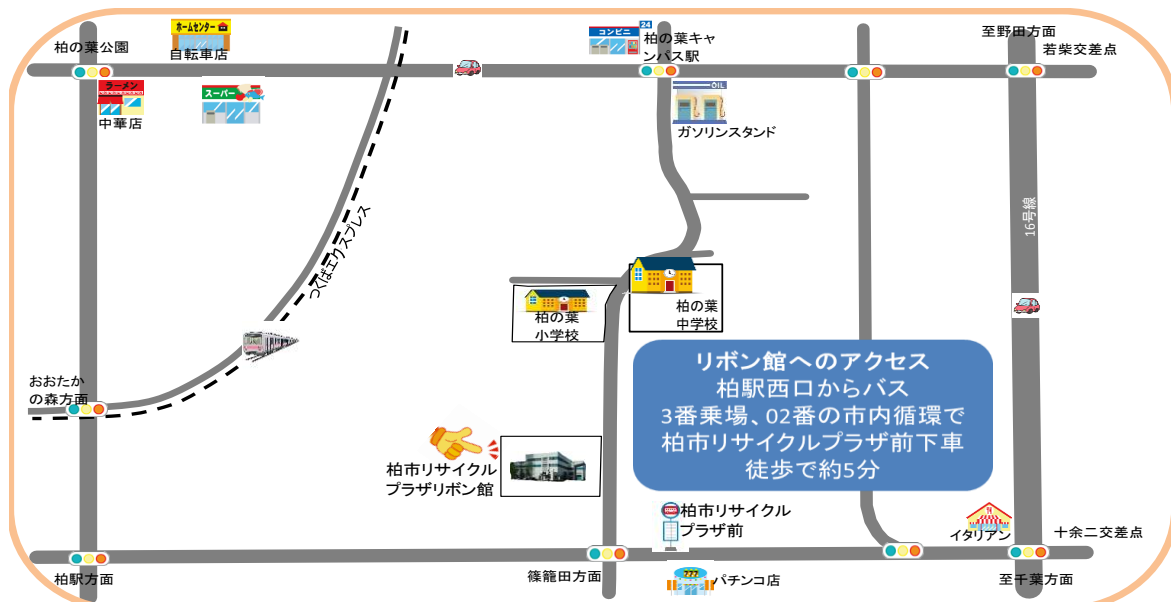 ホームセンター
自転車店
柏の葉公園
ラーメン
中華店
スーパー
コンビニ
24
柏の葉キャ
ンパス駅
OIL
ガソリンスタンド
至野田方面
若柴交差点
16号線
つくばエクスプレス
柏の葉
小学校
柏の葉
中学校
おおたか
の森方面
リボン館へのアクセス
柏駅西口からバス
3番乗場、02番の市内循環で
柏市リサイクルプラザ前下車
徒歩で約5分
柏市リサイクル
プラザリボン館
柏市リサイクル
プラザ前
イタリアン
十余二交差点
柏駅方面
篠籠田方面
777
パチンコ店
至千葉方面